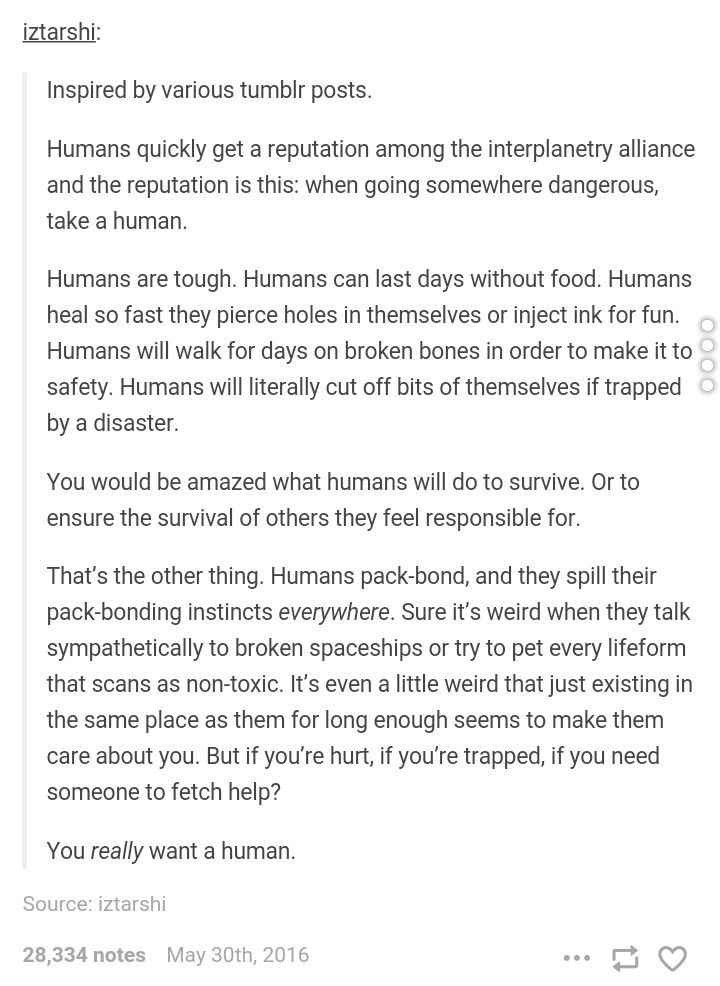 iztarshi:
Inspired by various tumblr posts.
Humans quickly get a reputation among the interplanetry alliance
and the reputation is this: when going somewhere dangerous,
take a human.
Humans are tough. Humans can last days without food. Humans
heal so fast they pierce holes in themselves or inject ink for fun.
Humans will walk for days on broken bones in order to make it to
safety. Humans will literally cut off bits of themselves if trapped
by a disaster.
You would be amazed what humans will do to survive. Or to
ensure the survival of others they feel responsible for.
That’s the other thing. Humans pack-bond, and they spill their
pack-bonding instincts everywhere. Sure it’s weird when they talk
sympathetically to broken spaceships or try to pet every lifeform
that scans as non-toxic. It’s even a little weird that just existing in
the same place as them for long enough seems to make them
care about you. But if you’re hurt, if you’re trapped, if you need
someone to fetch help?
You really want a human.
Source: iztarshi
28,334 notes May 30th, 2016